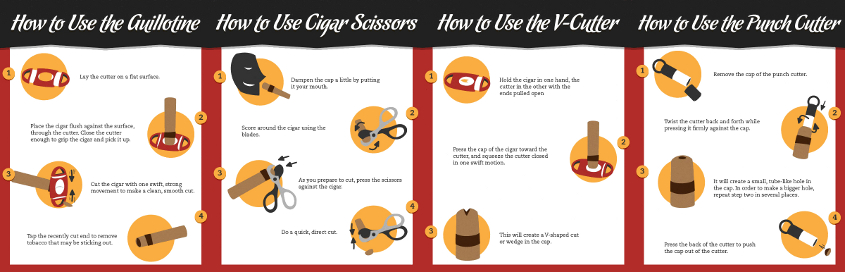 How to Use the Guillotine
1
Lay the cutter on a flat surface.
2
Place the cigar flush against the surface,
through the cutter. Close the cutter
enough to grip the cigar and pick it up.
3
Cut the cigar with one swift, strong
movement to make a clean, smooth cut.
4
Tap the recently cut end to remove
tobacco that may be sticking out.
How to Use Cigar Scissors
1
Dampen the cap a little by putting
it your mouth.
2
Score around the cigar using the
blades.
3
As you prepare to cut, press the scissors
against the cigar.
4
Do a quick, direct cut.
How to Use the V-Cutter
1
Hold the cigar in one hand, the
cutter in the other with the
ends pulled open
2
Press the cap of the cigar toward the
cutter, and squeeze the cutter closed
in one swift motion.
3
This will create a V-shaped cut
or wedge in the cap.
How to Use the Punch Cutter
1
Remove the cap of the punch cutter.
2
Twist the cutter back and forth while
pressing it firmly against the cap.
3
It will create a small, tube-like hole in
the cap. In order to make a bigger hole,
repeat step two in several places.
4
Press the back of the cutter to push
the cap out of the cutter.